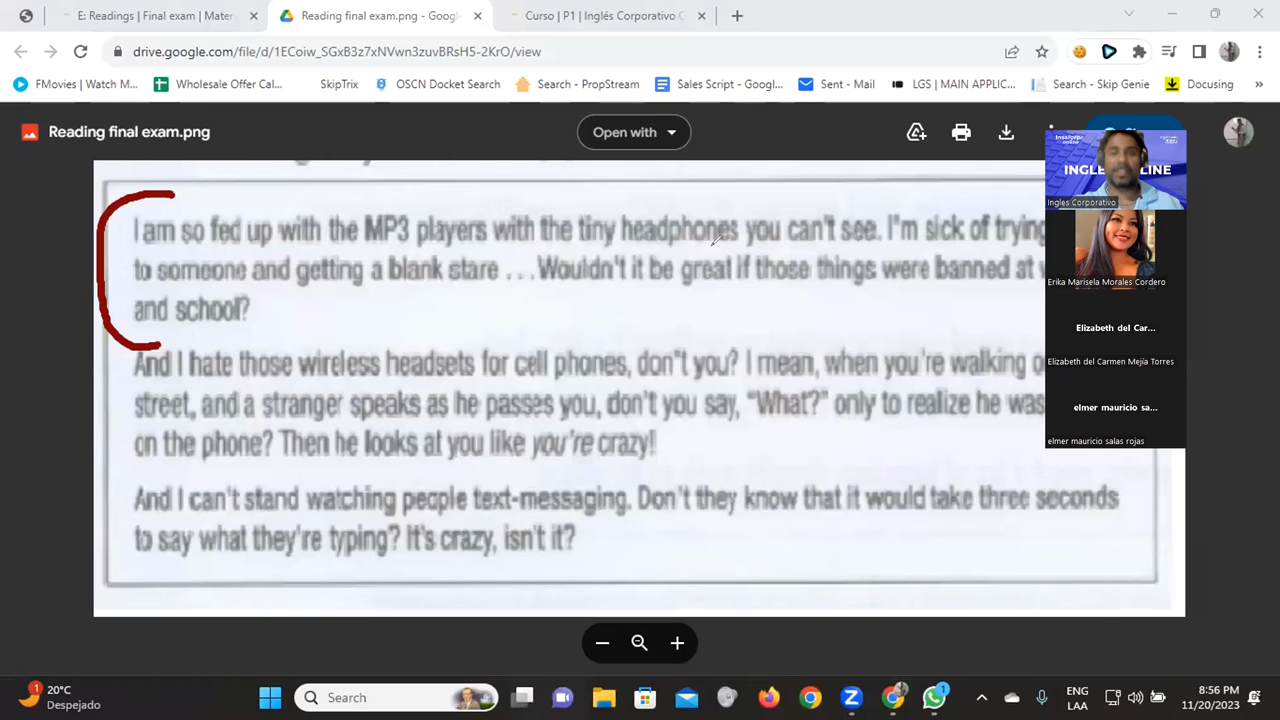 E: Readings | Final exam | Mater
Reading final exam.png - Google
Curso | P1 | Inglés Corporativo C
drive.google.com/file/d/1ECoiw_SGxB3z7xNVwn3zuvBRsH5-2KrO/view
FMovies | Watch M...
Wholesale Offer Cal...
SkipTrix
OSCN Docket Search
Search - PropStream
Sales Script - Googl...
Sent - Mail
LGS | MAIN APPLIC...
Search - Skip Genie
Docusing
»
Reading final exam.png
Open with
I am so fed up with the MP3 players with the tiny headphones you can't see. I'm sick of trying
to someone and getting a blank stare . . . Wouldn't it be great if those things were banned at
and school?
And I hate those wireless headsets for cell phones, don"t you? I mean, when you're walking
street, and a stranger speaks as he passes you, don't you say, “What?” only to realize he was
on the phone? Then he looks at you like you're crazy!
And I can't stand watching people text-messaging. Don't they know that it would take three seconds
to say what they're typing? It's crazy, isn't it?
INGLE
LINE
Ingles Corporativo
Erika Marisela Morales Cordero
Elizabeth del Car...
Elizabeth del Carmen Mejía Torres
elmer mauricio sa...
elmer mauricio salas rojas
1
20°C
Despejado
Search
1
ENG
LAA
8:56 PM
11/20/2023